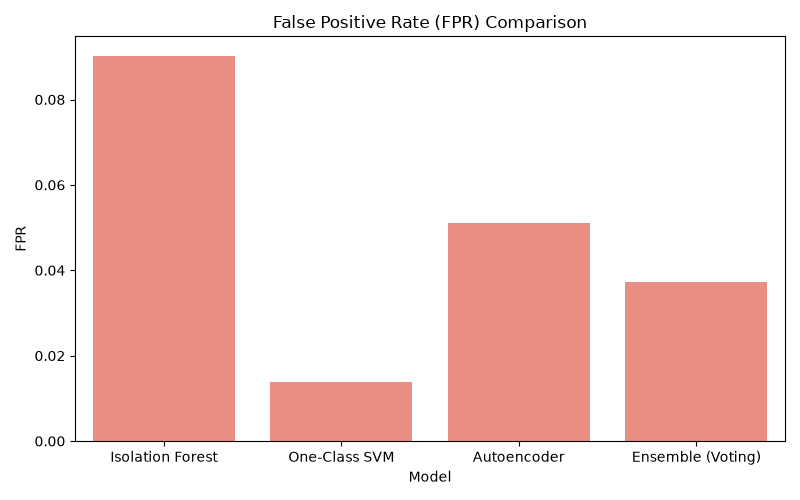 False Positive Rate (FPR) Comparison
FPR
0.08
0.06
0.04
0.02
0.00
Isolation Forest One-Class SVM Autoencoder Ensemble (Voting)
Model